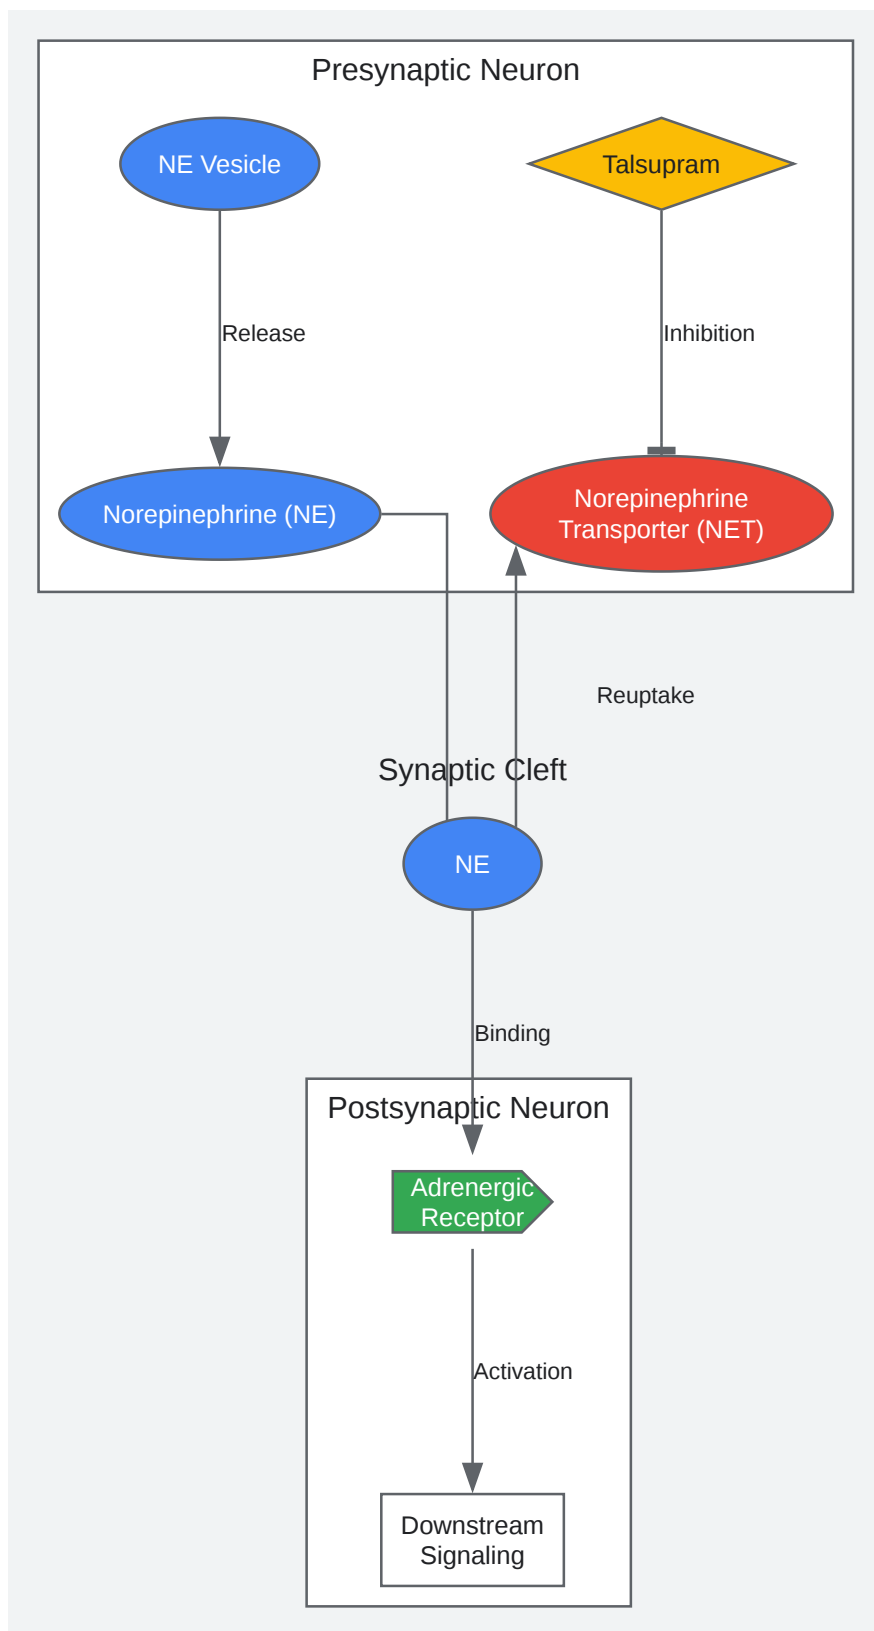 Presynaptic Neuron
NE Vesicle
Talsupram
Release
Inhibition
Norepinephrine (NE)
Norepinephrine
Transporter (NET)
Reuptake
Synaptic Cleft
NE
Binding
Postsynaptic Neuron
Adrenergic
Receptor
Activation
Downstream
Signaling